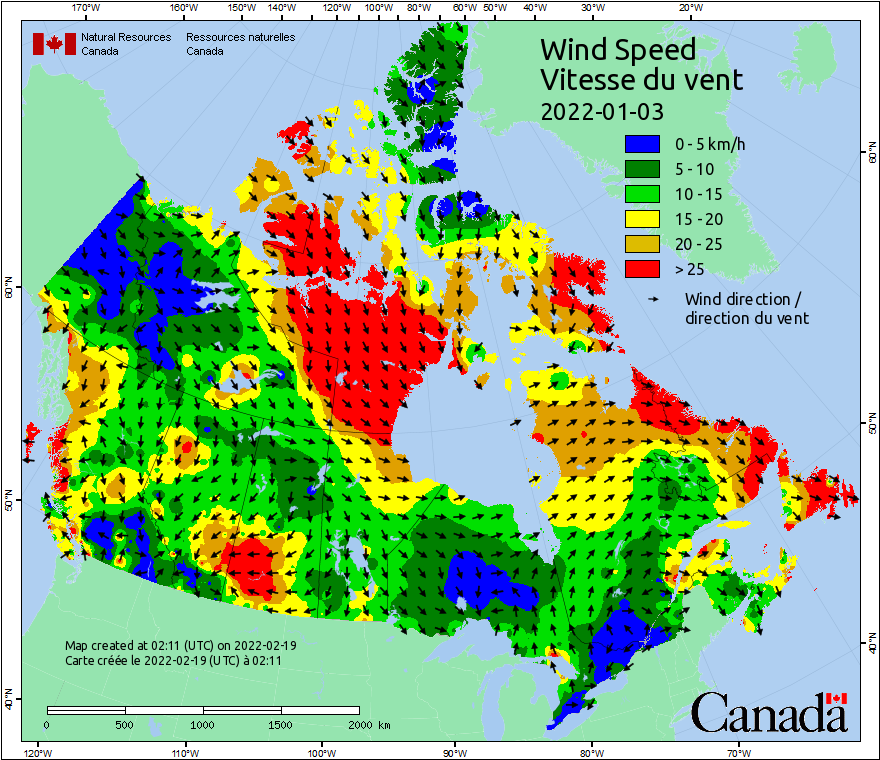 170°W 160°W 150°W 140°W 120°W 100°W 80°W 60°W 50°W 40°W 30°W 20°W
Natural Resources Ressources naturelles
Canada Canada
Wind Speed
Vitesse du vent
2022-01-03
0 - 5 km/h
5 - 10
10 - 15
15 - 20
20 - 25
> 25
Wind direction /
direction du vent
60°N
60°N
50°N
50°N
40°N
40°N
Map created at 02:11 (UTC) on 2022-02-19
Carte créée le 2022-02-19 (UTC) à 02:11
0 500 1000 1500 2000 km
Canada
120°W 110°W 100°W 90°W 80°W 70°W